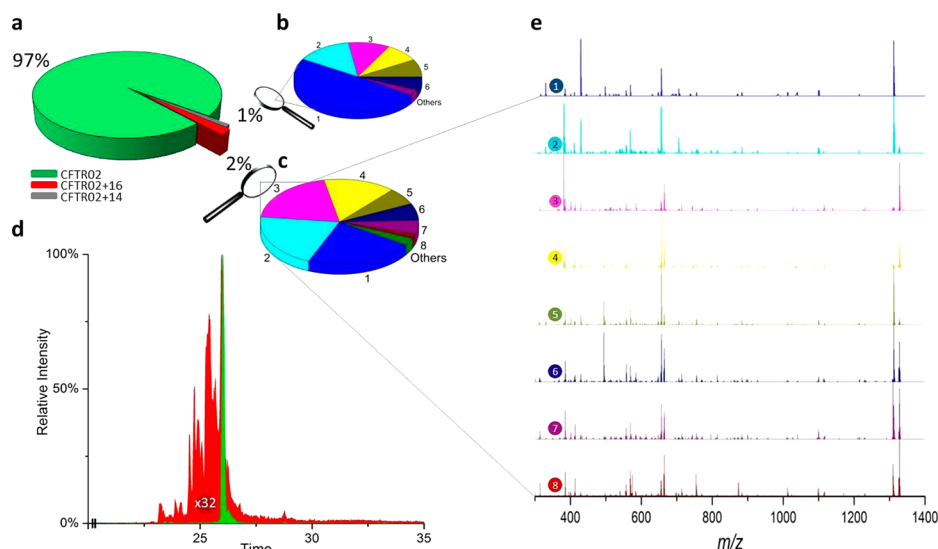 a
97%
1%
2%
CFTR02
CFTR02+16
CFTR02+14
b
1
2
3
4
5
6
Others
c
1
2
3
4
5
6
7
8
Others
d
100%
50%
0%
Relative Intensity
x32
25
30
35
Time
e
1
2
3
4
5
6
7
8
400
600
800
1000
1200
1400
m/z